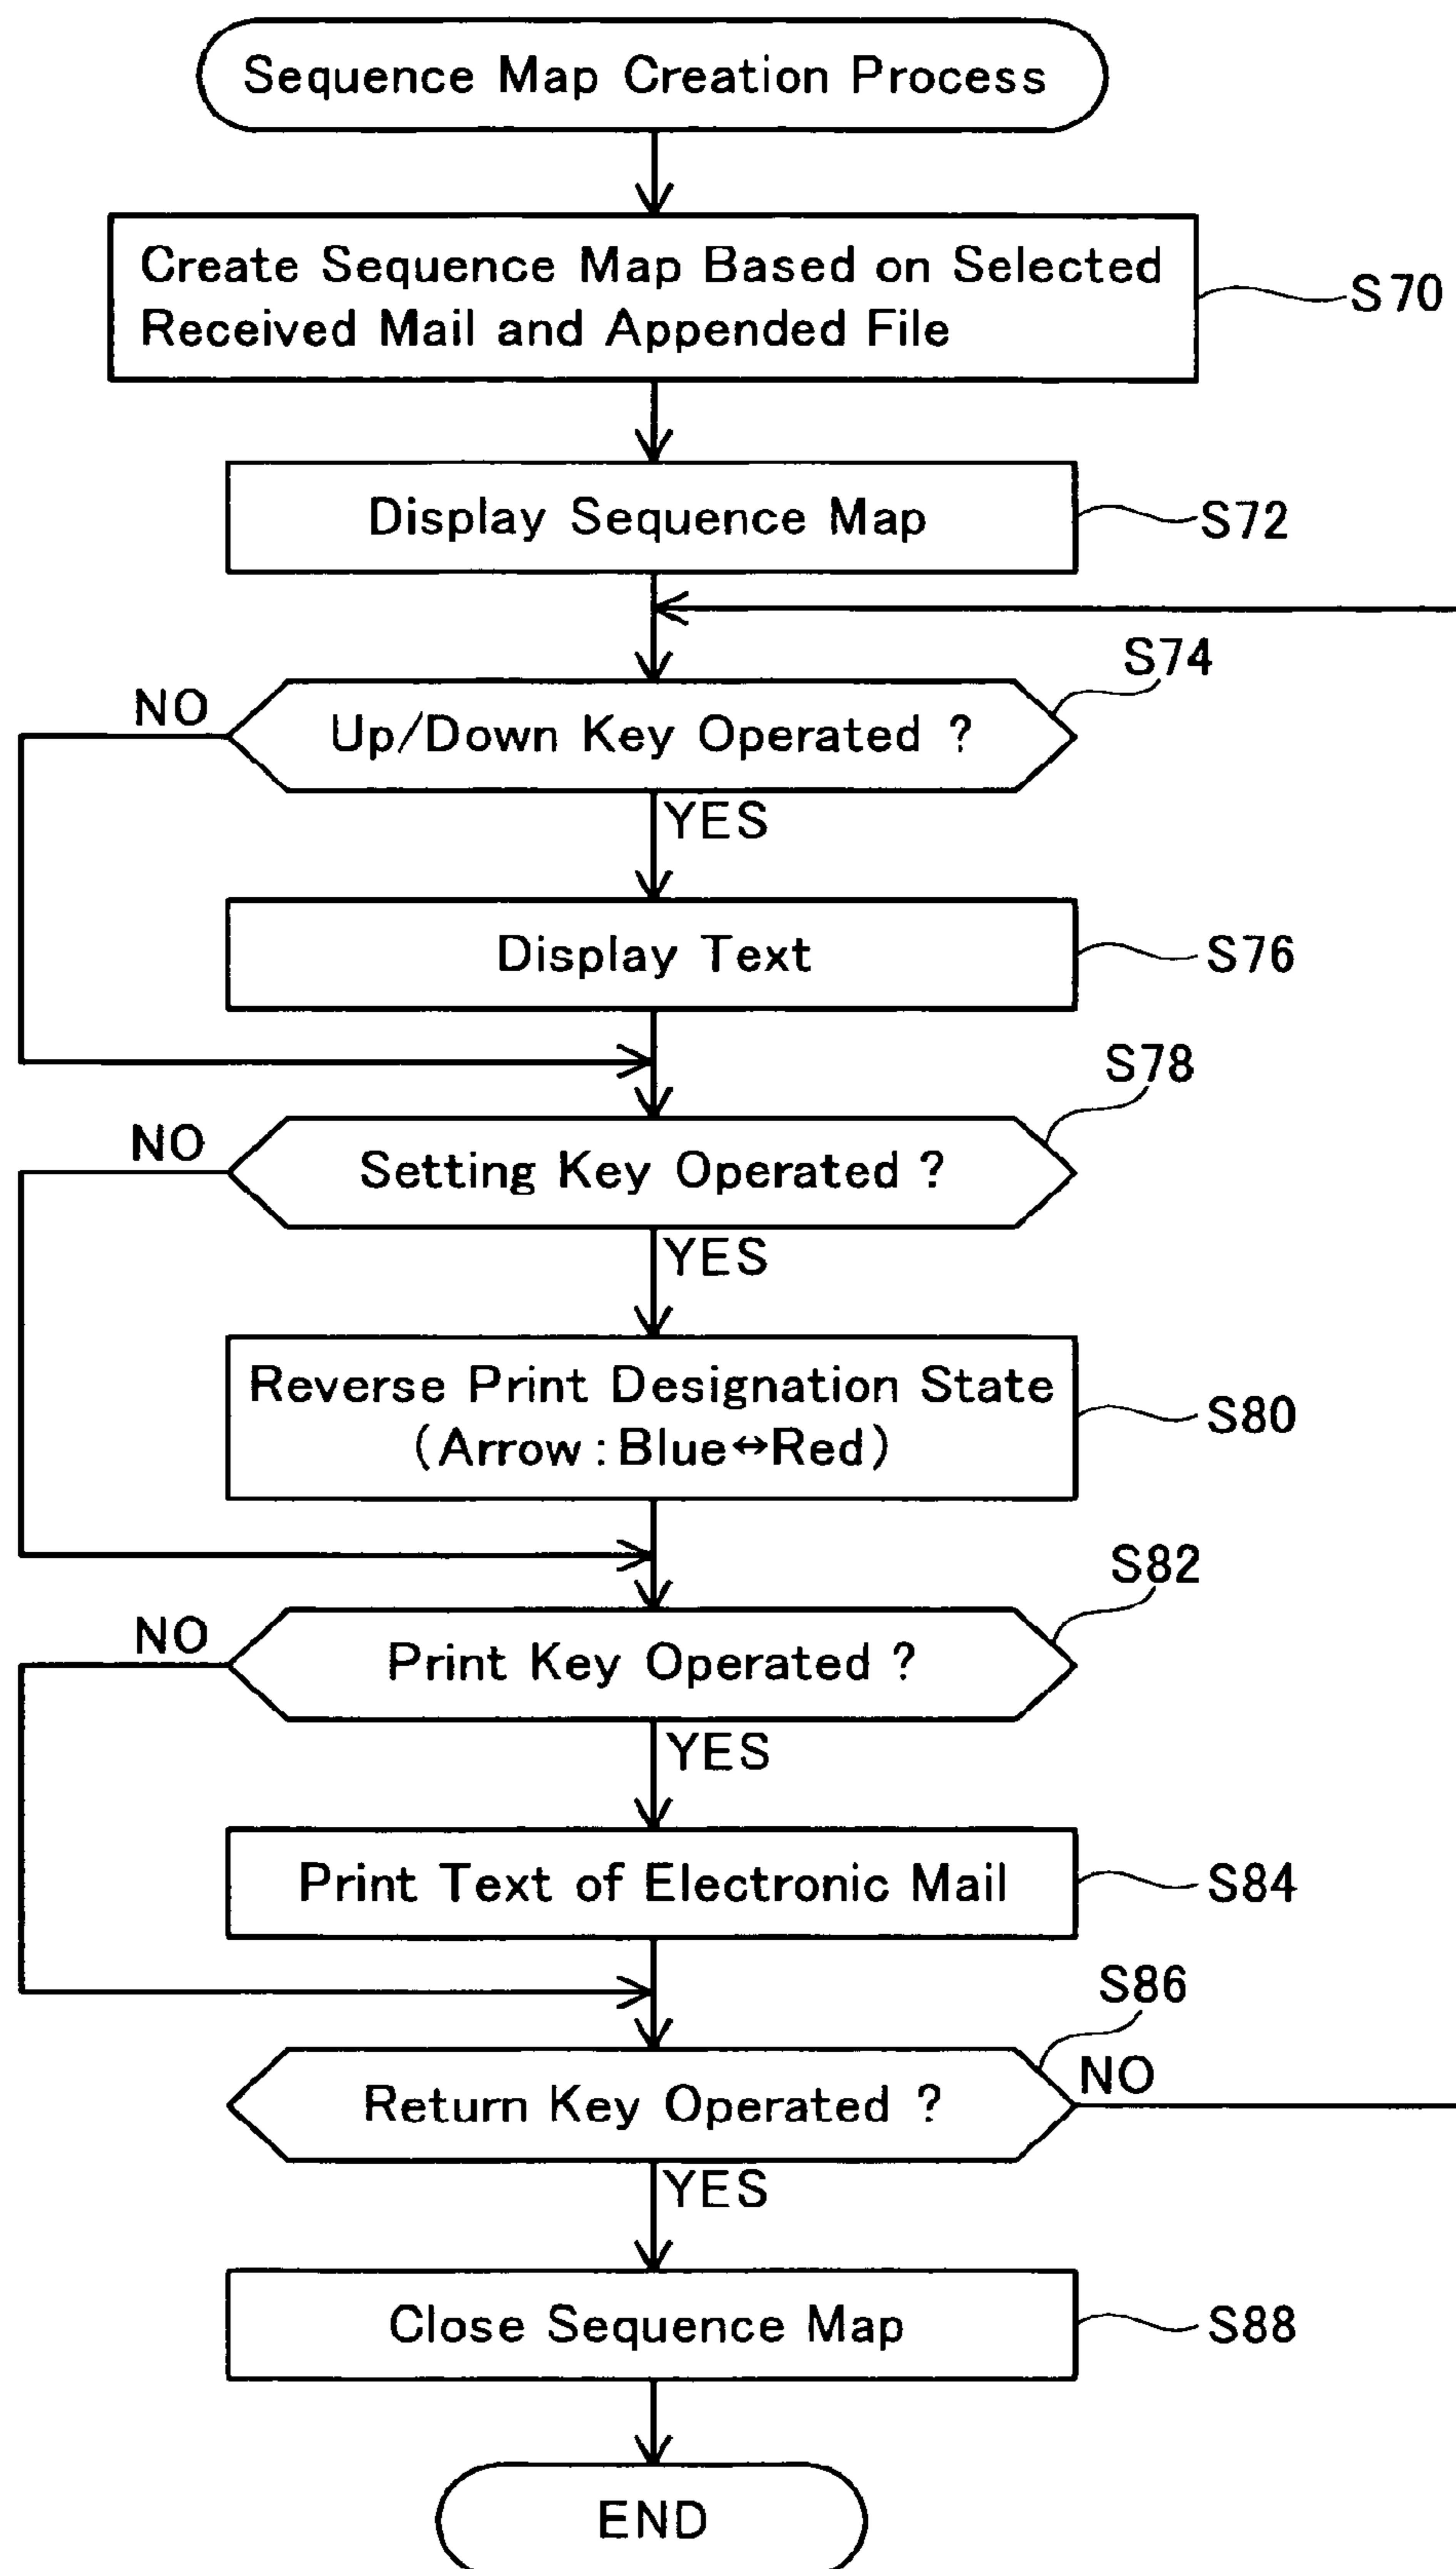 Sequence Map Creation Process
Create Sequence Map Based on Selected
Received Mail and Appended File
S70
Display Sequence Map
S72
S74
NO
Up/Down Key Operated ?
YES
Display Text
S76
S78
NO
Setting Key Operated ?
YES
Reverse Print Designation State
(Arrow : Blue↔Red)
S80
S82
NO
Print Key Operated ?
YES
Print Text of Electronic Mail
S84
S86
NO
Return Key Operated ?
YES
Close Sequence Map
S88
END